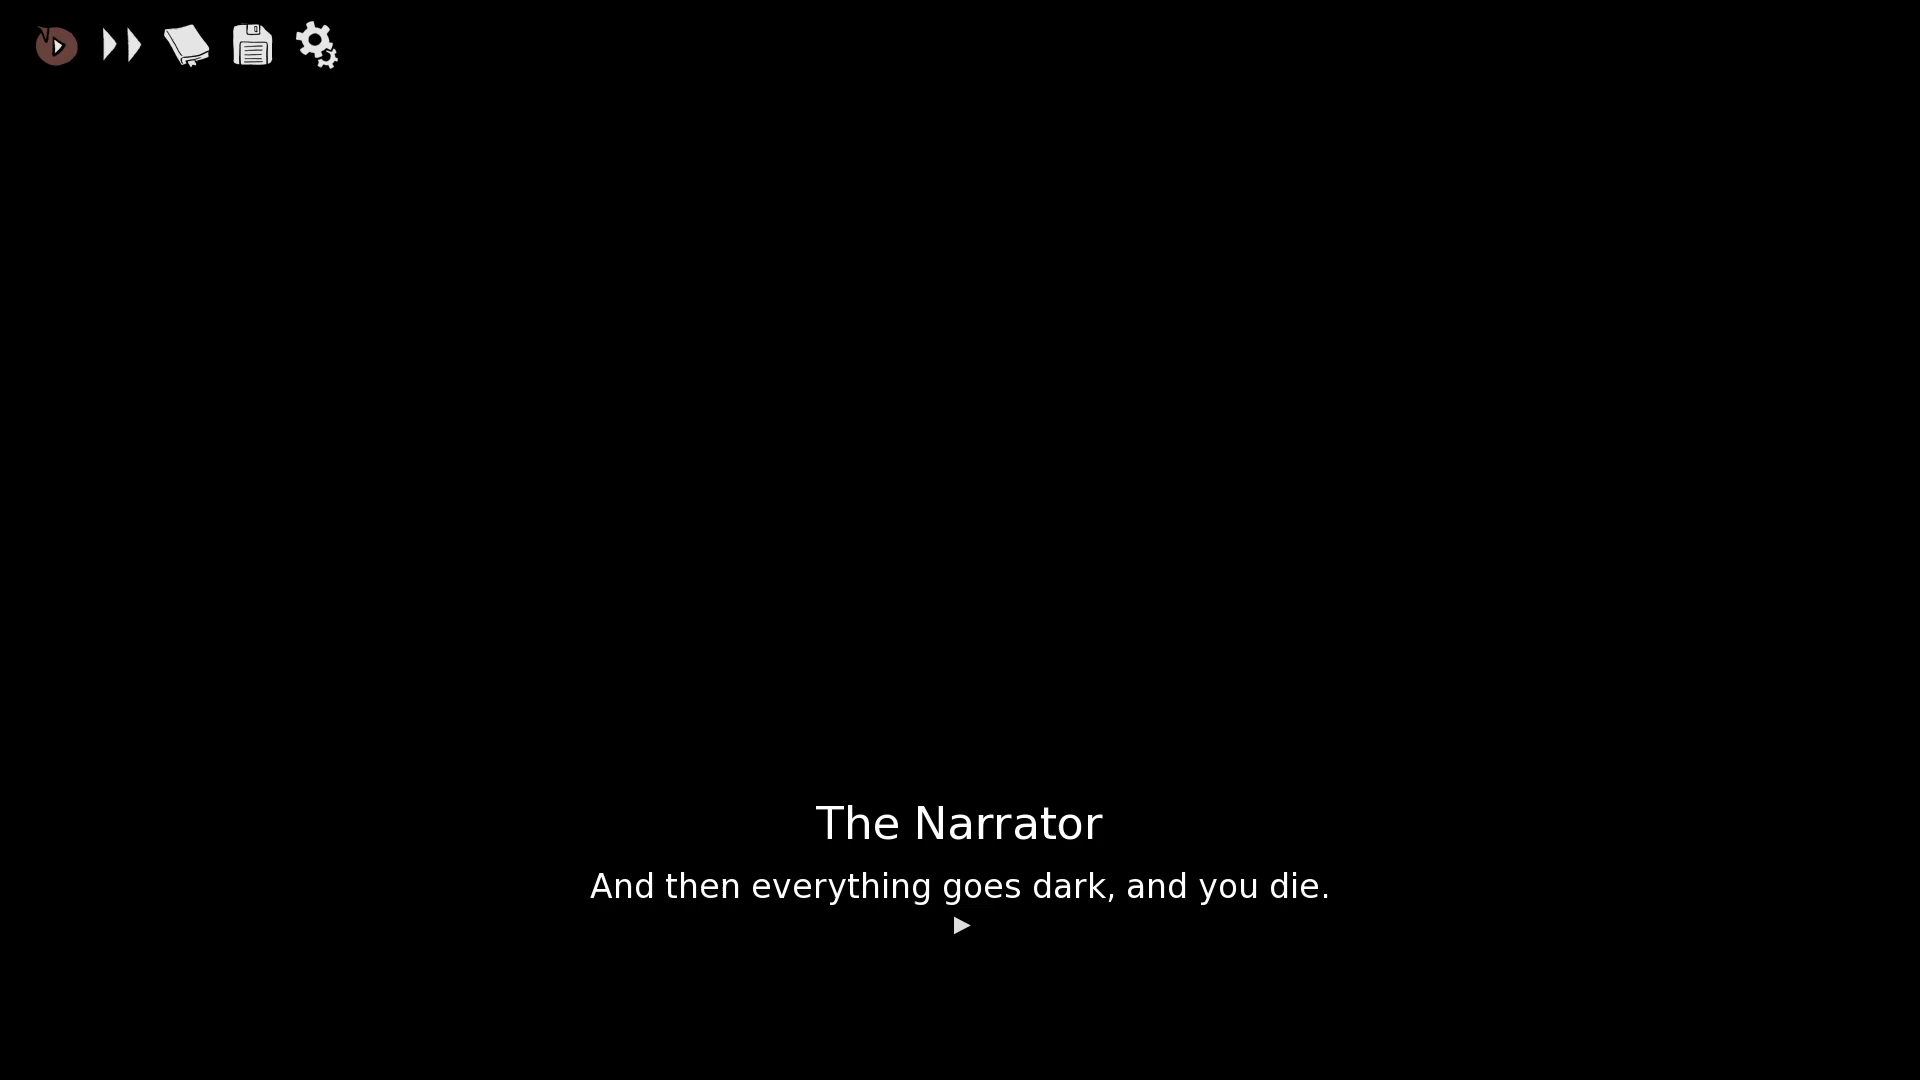 The Narrator
And then everything goes dark, and you die.